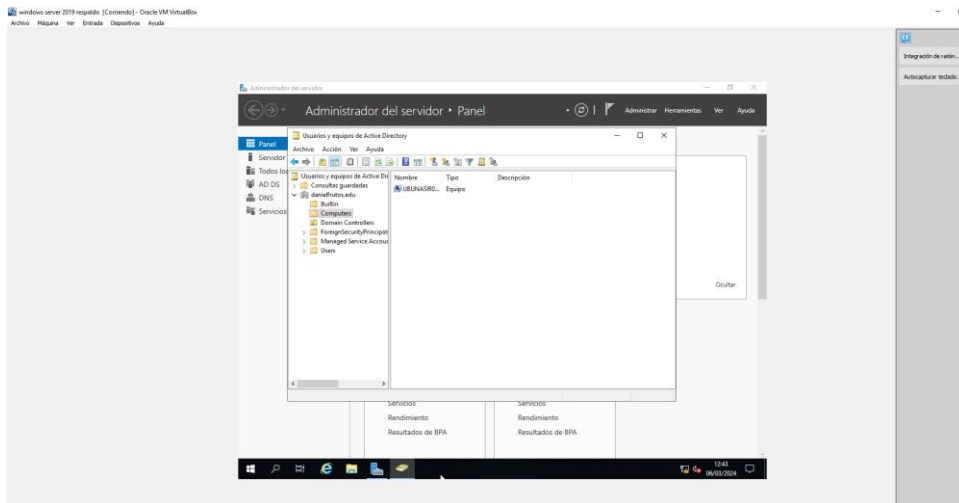 windows server 2019 respaldo [Corriendo] - Oracle VM VirtualBox
Archivo Máquina Ver Entrada Dispositivos Ayuda
Integración de ratón...
Autocapturar teclado.
Administrador del servidor
Administrador del servidor • Panel
Administrar Herramientas Ver Ayuda
Panel
Servidor
Todos los
AD DS
DNS
Servicios
Usuarios y equipos de Active Directory
Archivo Acción Ver Ayuda
Usuarios y equipos de Active Di
Consultas guardadas
danielfrutos.edu
Builtin
Computers
Domain Controllers
ForeignSecurityPrincipals
Managed Service Accour
Users
Nombre Tipo Descripción
UBUNASIR0... Equipo
Ocultar
Servicios
Rendimiento
Resultados de BPA
Servicios
Rendimiento
Resultados de BPA
12:43
06/03/2024